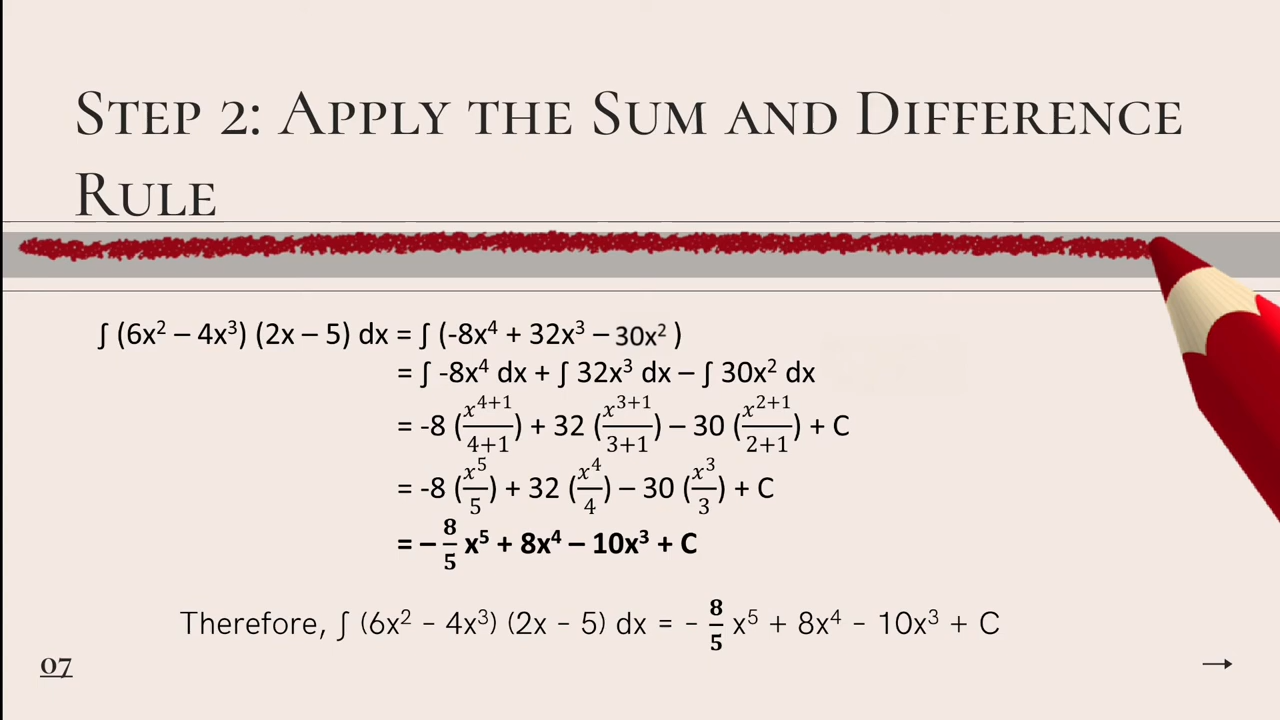 Step 2: Apply the Sum and Difference
Rule
∫ (6x² – 4x³) (2x – 5) dx = ∫ (-8x⁴ + 32x³ – 30x² )
= ∫ -8x⁴ dx + ∫ 32x³ dx – ∫ 30x² dx
= -8 (x⁴⁺¹/4+1) + 32 (x³⁺¹/3+1) – 30 (x²⁺¹/2+1) + C
= -8 (x⁵/5) + 32 (x⁴/4) – 30 (x³/3) + C
= – 8/5 x⁵ + 8x⁴ – 10x³ + C
Therefore, ∫ (6x² – 4x³) (2x – 5) dx = - 8/5 x⁵ + 8x⁴ – 10x³ + C
07